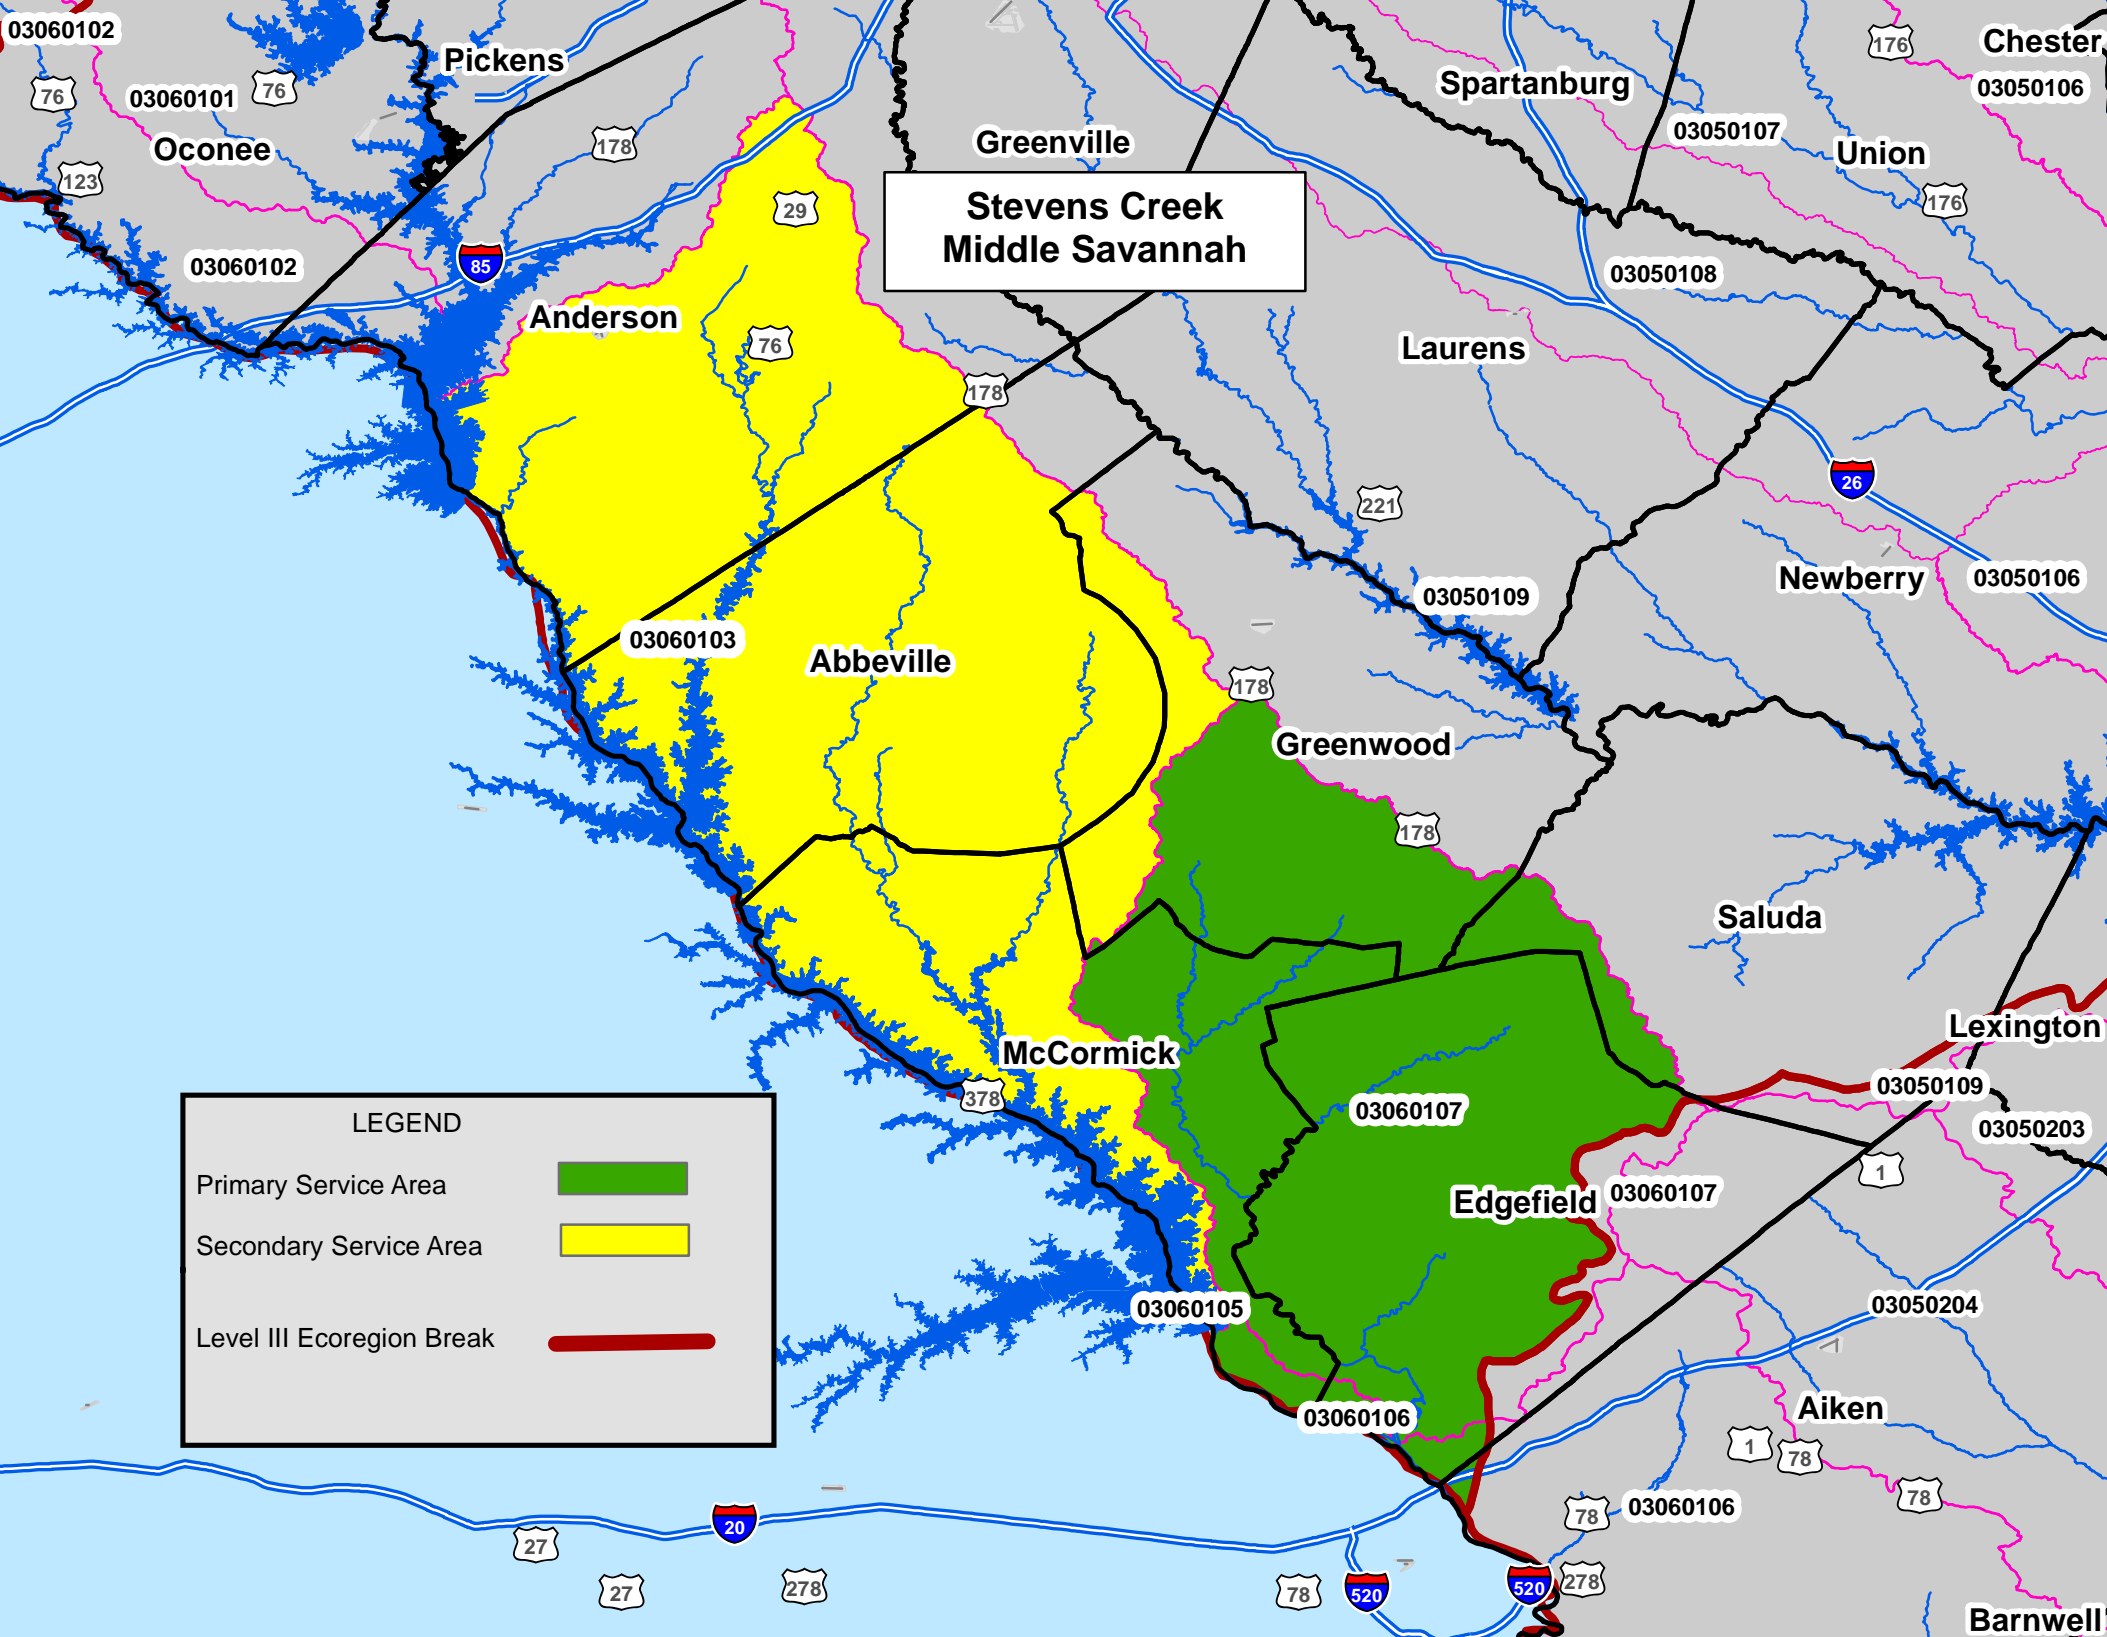 03060102
Pickens
76
03060101
76
Oconee
178
123
03060102
85
29
Greenville
Stevens Creek
Middle Savannah
Spartanburg
176
Chester
03050106
03050107
Union
176
03050108
Anderson
76
178
Laurens
26
221
03050109
Newberry
03050106
03060103
Abbeville
178
Greenwood
178
Saluda
McCormick
378
Lexington
03050109
03050203
03060107
1
Edgefield
03060107
03060105
03050204
03060106
Aiken
1
78
78
78
03060106
LEGEND
Primary Service Area
Secondary Service Area
Level III Ecoregion Break
20
27
27
278
78
520
520
278
Barnwell